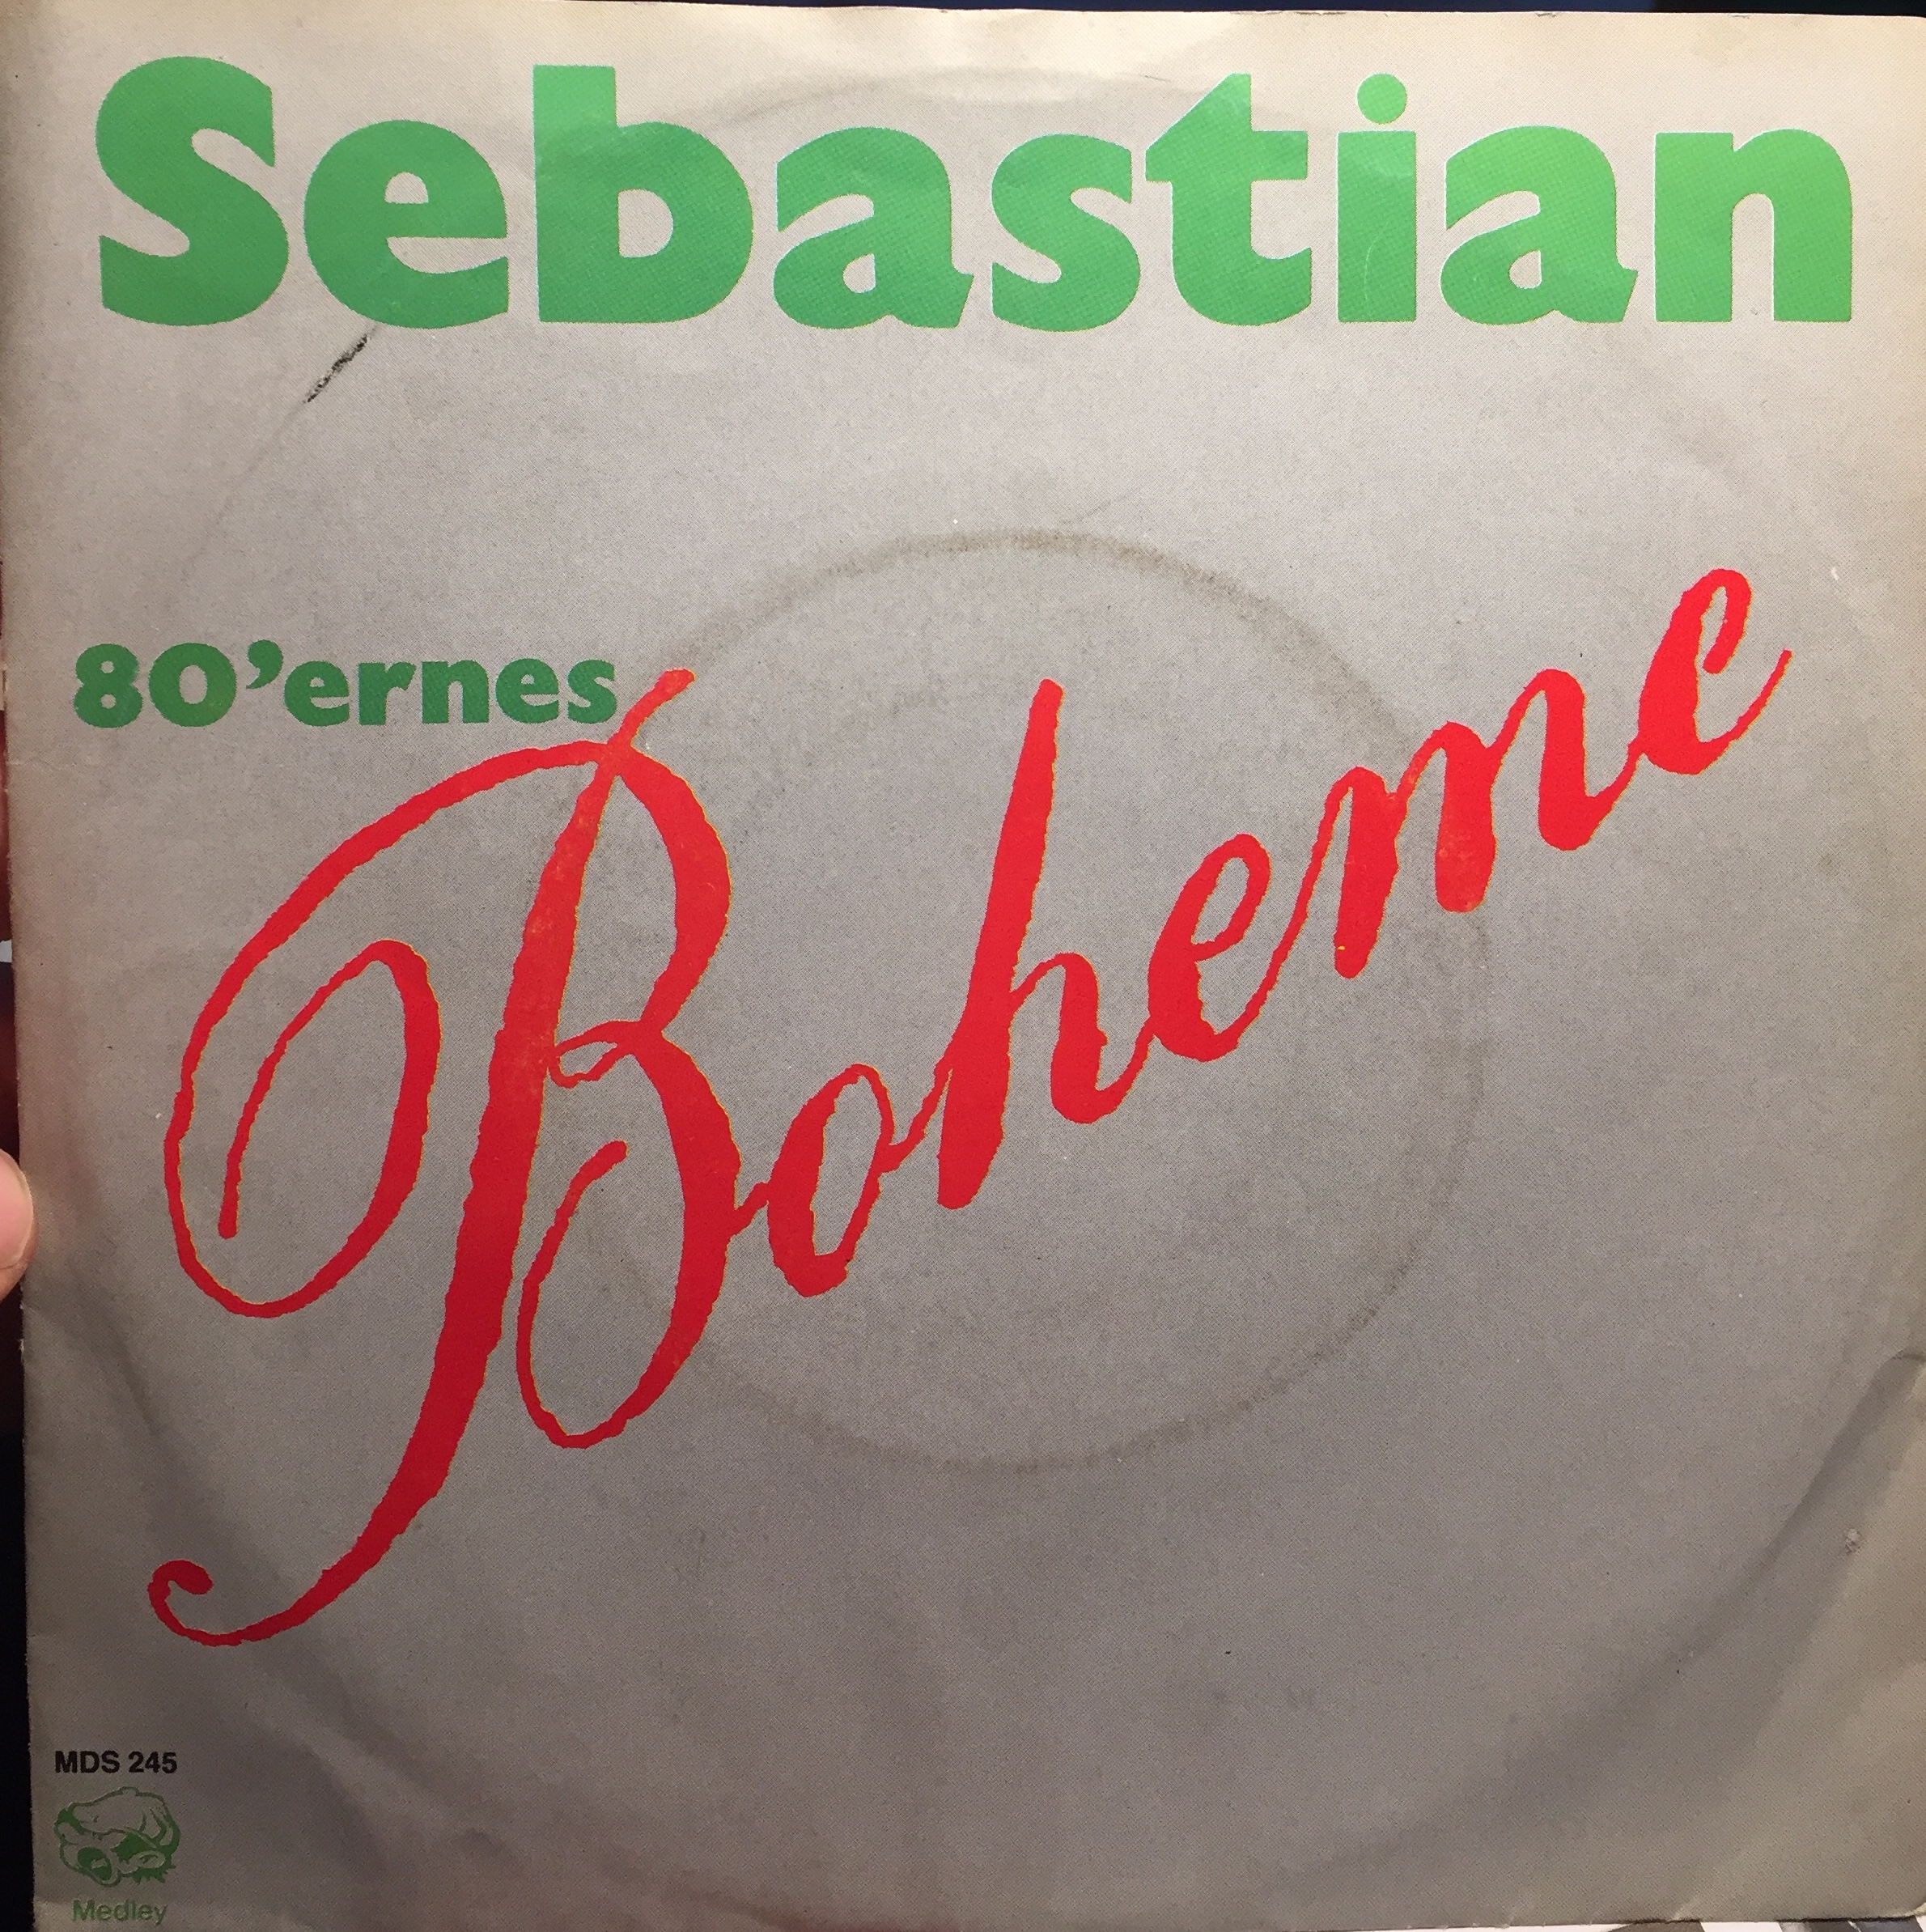 Sebastian
80'ernes
Boheme
MDS 245
Medley